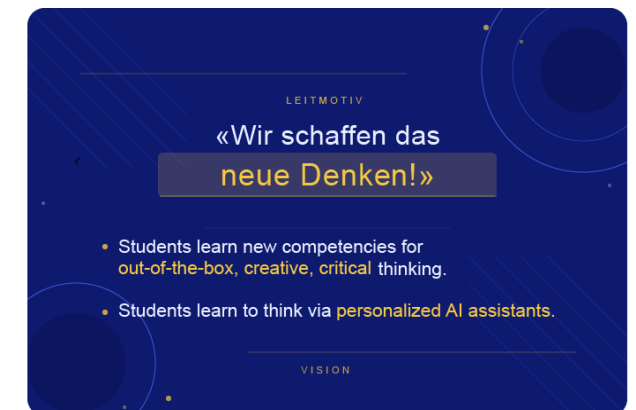 LEITMOTIV
«Wir schaffen das
neue Denken!»
• Students learn new competencies for
out-of-the-box, creative, critical thinking.
• Students learn to think via personalized AI assistants.
VISION